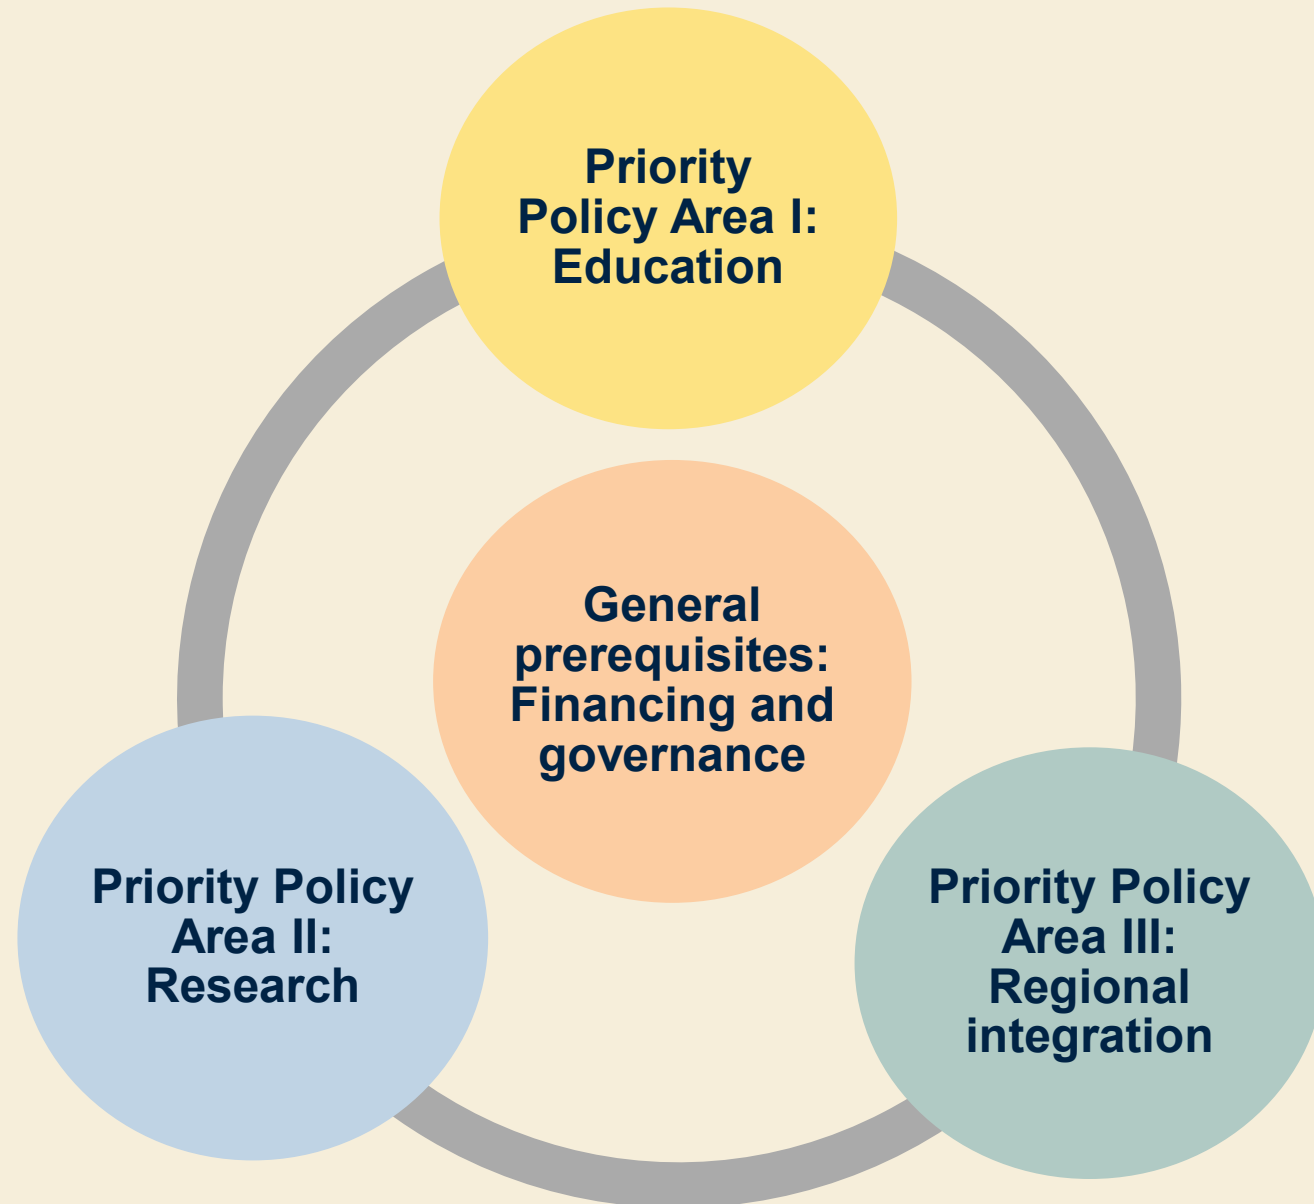 Priority
Policy Area I:
Education
General
prerequisites:
Financing and
governance
Priority Policy
Area II:
Research
Priority Policy
Area III:
Regional
integration